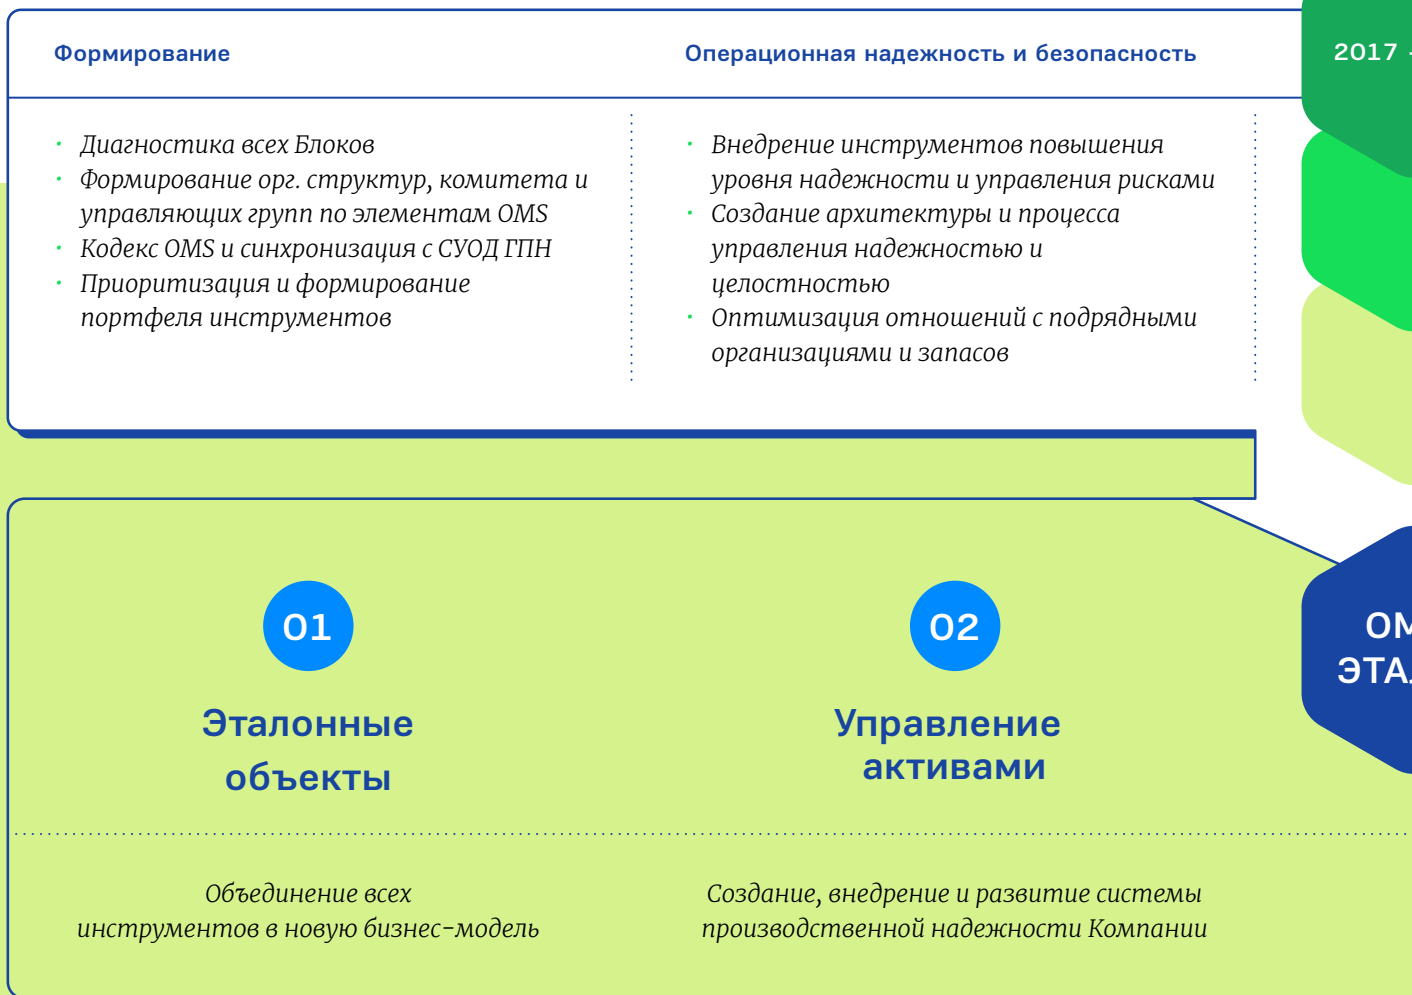 Формирование
Операционная надежность и безопасность
2017 -
· Диагностика всех Блоков
· Формирование орг. структур, комитета и
управляющих групп по элементам OMS
· Кодекс OMS и синхронизация с СУОД ГПН
· Приоритизация и формирование
портфеля инструментов
· Внедрение инструментов повышения
уровня надежности и управления рисками
· Создание архитектуры и процесса
управления надежностью и
целостностью
· Оптимизация отношений с подрядными
организациями и запасов
01
Эталонные
объекты
Объединение всех
инструментов в новую бизнес-модель
02
Управление
активами
Создание, внедрение и развитие системы
производственной надежности Компании